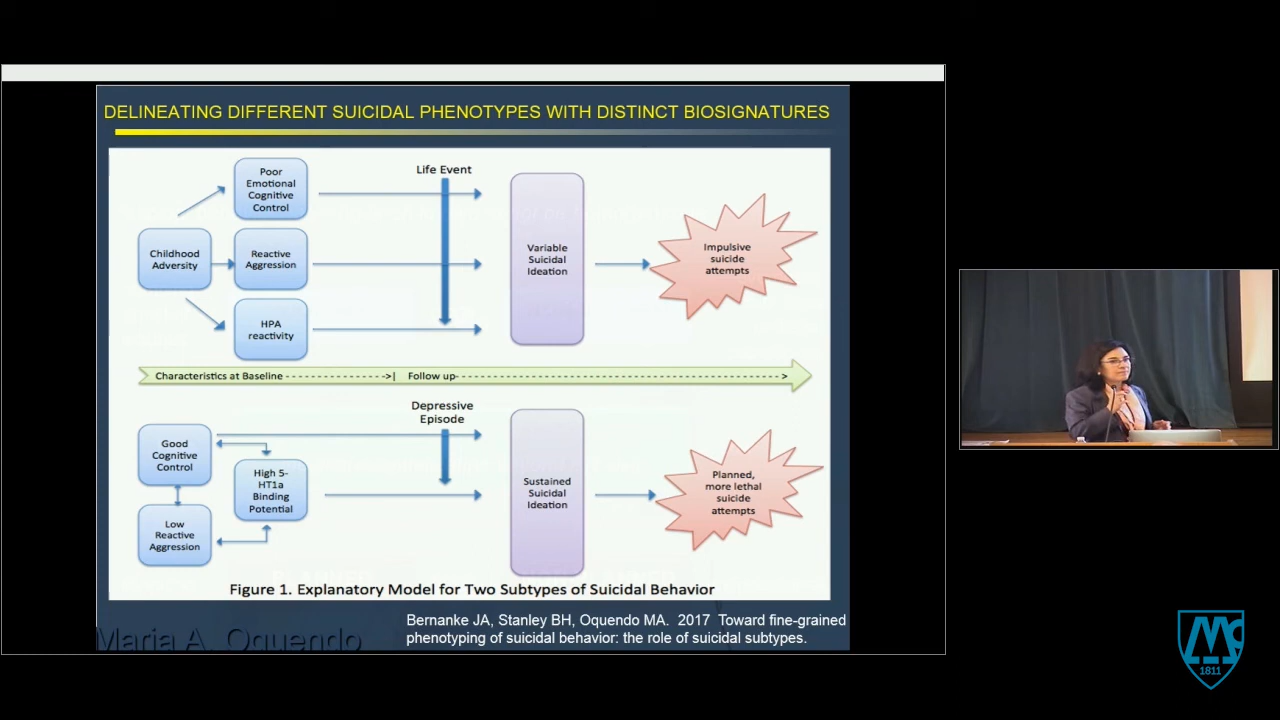 DELINEATING DIFFERENT SUICIDAL PHENOTYPES WITH DISTINCT BIOSIGNATURES
Poor
Emotional
Cognitive
Control
Life Event
Childhood
Adversity
Reactive
Aggression
Variable
Suicidal
Ideation
Impulsive
suicide
attempts
HPA
reactivity
Characteristics at Baseline ------------------->| Follow up------------------------------------------------------------>
Depressive
Episode
Good
Cognitive
Control
High 5-
HT1a
Binding
Potential
Low
Reactive
Aggression
Sustained
Suicidal
Ideation
Planned,
more lethal
suicide
attempts
Figure 1. Explanatory Model for Two Subtypes of Suicidal Behavior
Bernanke JA, Stanley BH, Oquendo MA. 2017 Toward fine-grained
phenotyping of suicidal behavior: the role of suicidal subtypes.
Maria A. Oquendo
1811